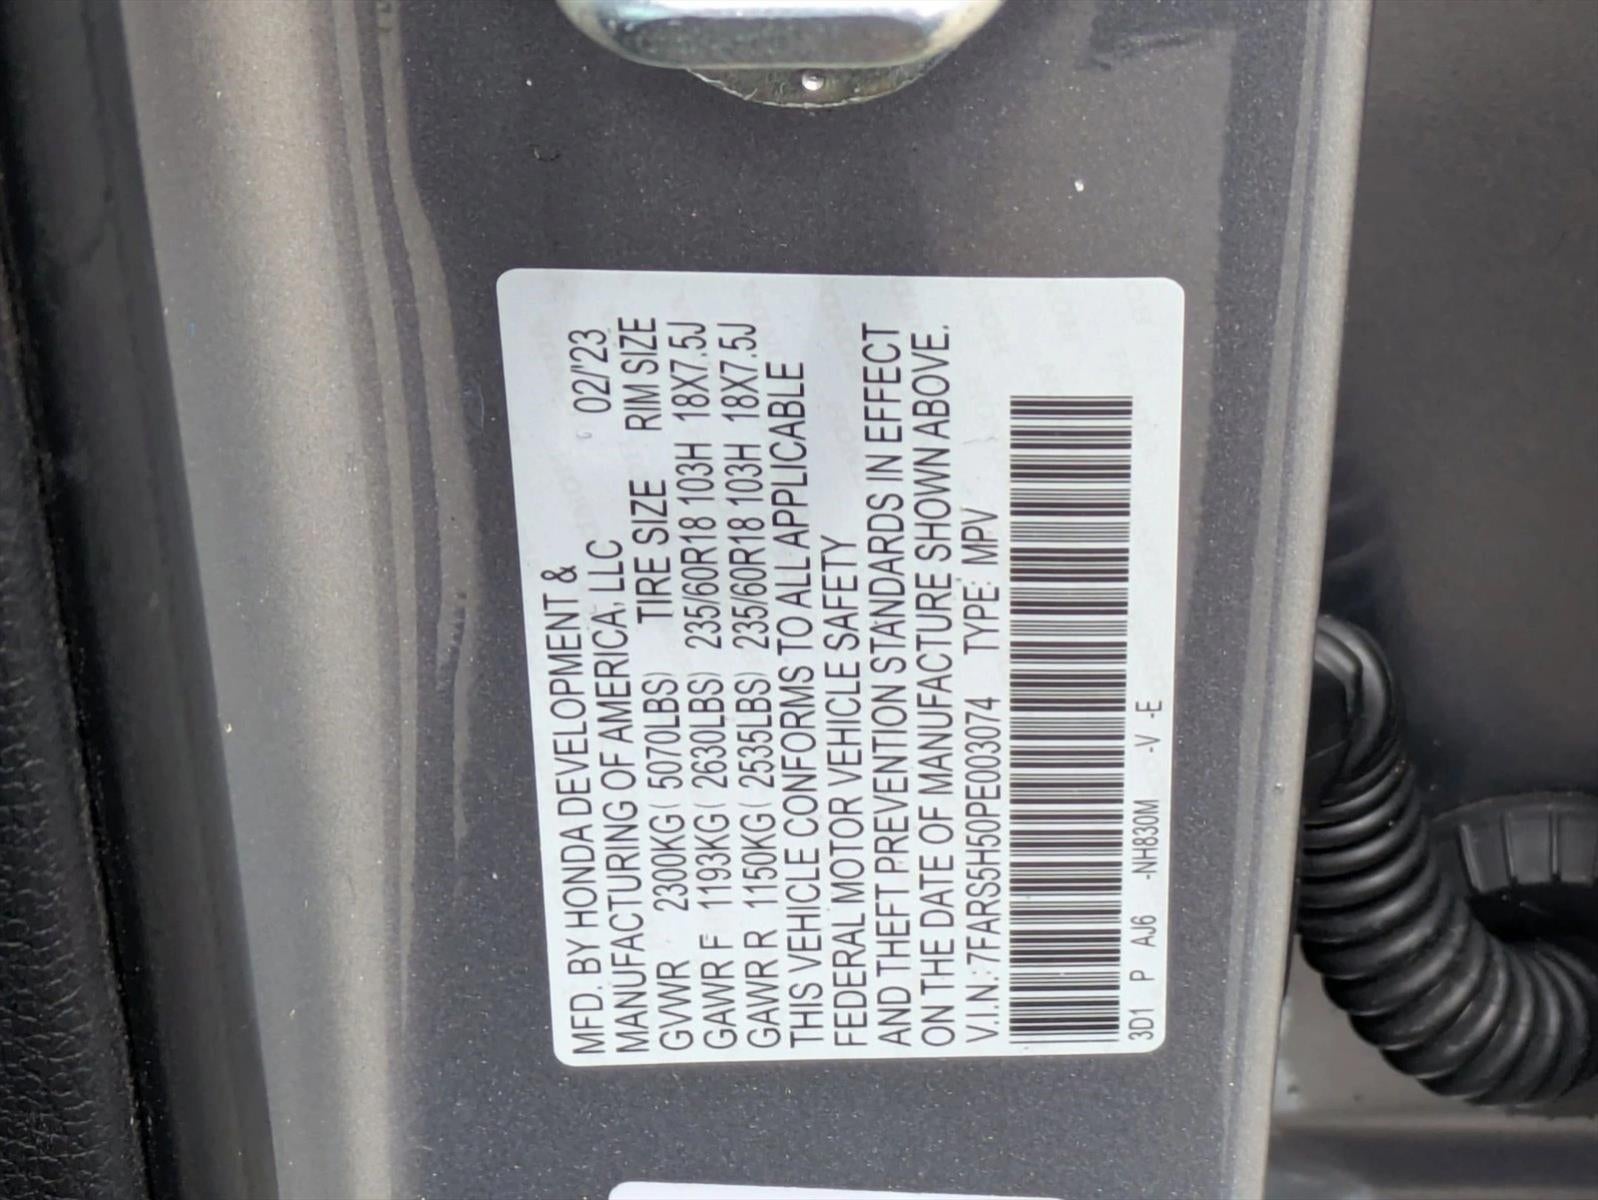 MFD. BY HONDA DEVELOPMENT &
MANUFACTURING OF AMERICA, LLC 02/'23
GVWR 2300KG( 5070LBS) TIRE SIZE RIM SIZE
GAWR F 1193KG( 2630LBS) 235/60R18 103H 18X7.5J
GAWR R 1150KG( 2535LBS) 235/60R18 103H 18X7.5J
THIS VEHICLE CONFORMS TO ALL APPLICABLE
FEDERAL MOTOR VEHICLE SAFETY
AND THEFT PREVENTION STANDARDS IN EFFECT
ON THE DATE OF MANUFACTURE SHOWN ABOVE.
V.I.N.: 7FARS5H50PE003074 TYPE: MPV
3D1 P AJ6 -NH830M -V -E